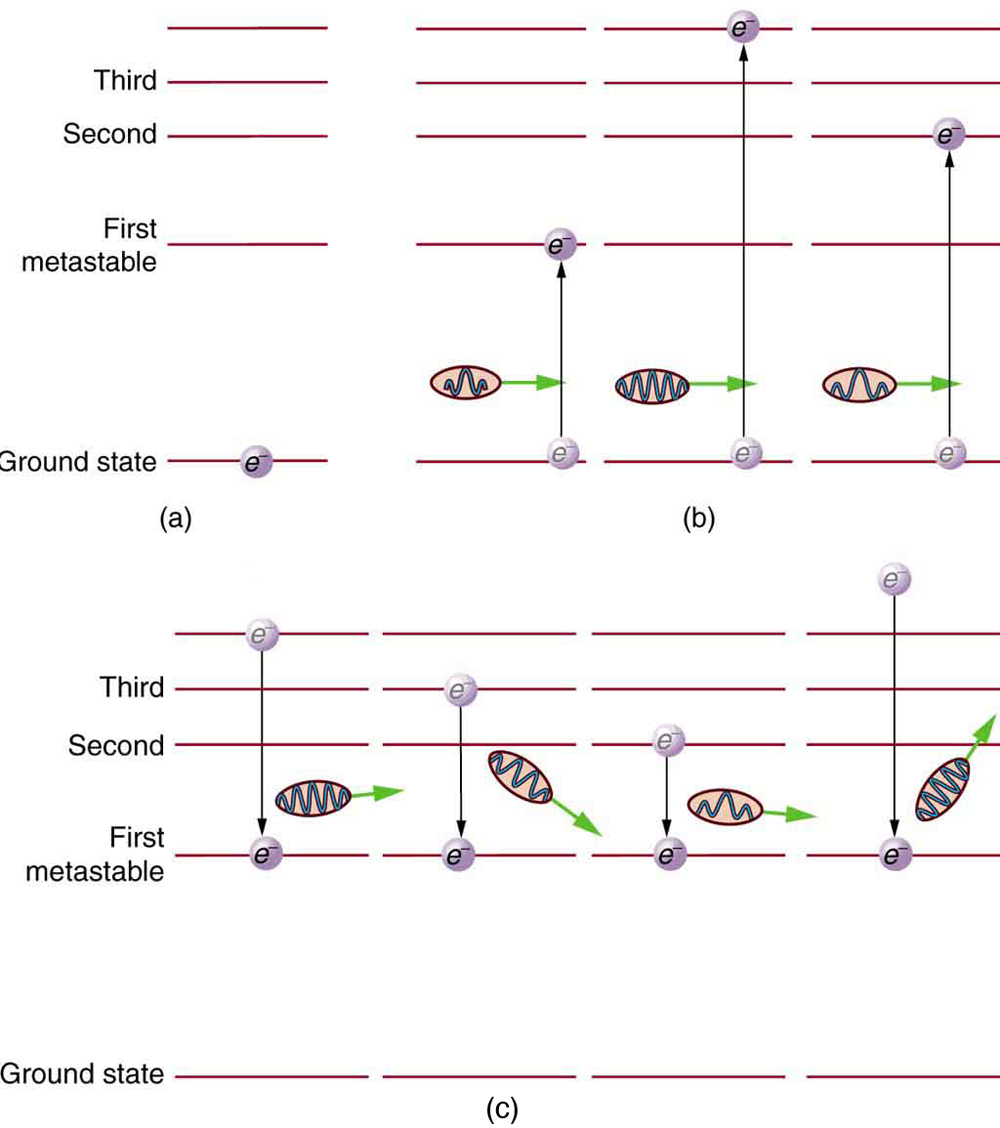 e⁻
Third
Second
e⁻
First
metastable
e⁻
e⁻ e⁻ e⁻
Ground state e⁻
(a) (b)
e⁻
e⁻
Third e⁻
Second e⁻
First
metastable
e⁻ e⁻ e⁻ e⁻
Ground state
(c)